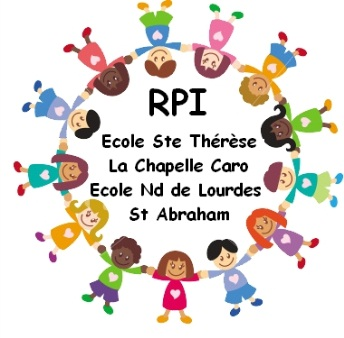 RPI
Ecole Ste Thérèse
La Chapelle Caro
Ecole Nd de Lourdes
St Abraham